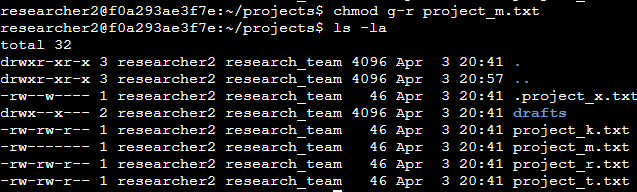 researcher2@f0a293ae3f7e:~/projects$ chmod g-r project_m.txt
researcher2@f0a293ae3f7e:~/projects$ ls -la
total 32
drwxr-xr-x 3 researcher2 research_team 4096 Apr  3 20:41 .
drwxr-xr-x 3 researcher2 research_team 4096 Apr  3 20:57 ..
-rw--w---- 1 researcher2 research_team   46 Apr  3 20:41 .project_x.txt
drwx--x--- 2 researcher2 research_team 4096 Apr  3 20:41 drafts
-rw-rw-r-- 1 researcher2 research_team   46 Apr  3 20:41 project_k.txt
-rw------- 1 researcher2 research_team   46 Apr  3 20:41 project_m.txt
-rw-rw-r-- 1 researcher2 research_team   46 Apr  3 20:41 project_r.txt
-rw-rw-r-- 1 researcher2 research_team   46 Apr  3 20:41 project_t.txt